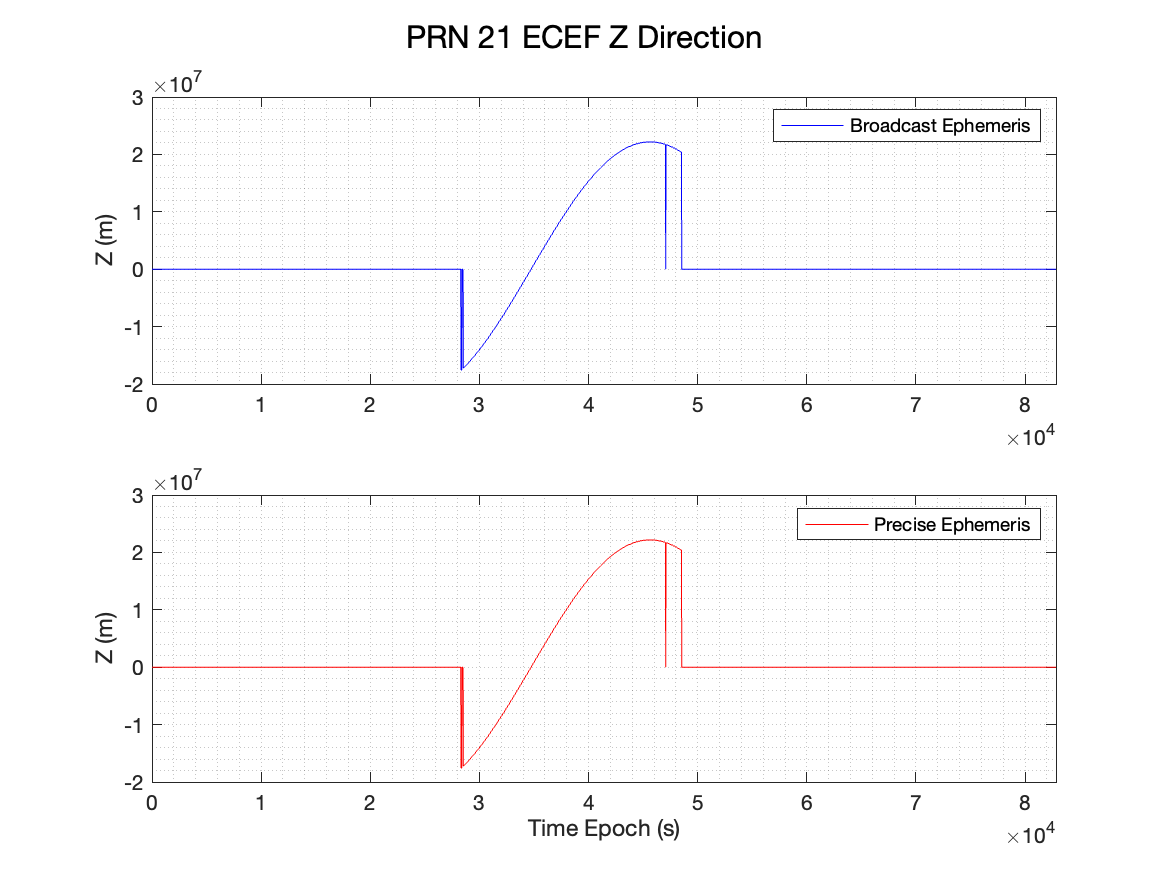 PRN 21 ECEF Z Direction
×10^7
3
2
1
0
-1
-2
Z (m)
Broadcast Ephemeris
0 1 2 3 4 5 6 7 8
×10^4
×10^7
3
2
1
0
-1
-2
Z (m)
Precise Ephemeris
0 1 2 3 4 5 6 7 8
Time Epoch (s)
×10^4